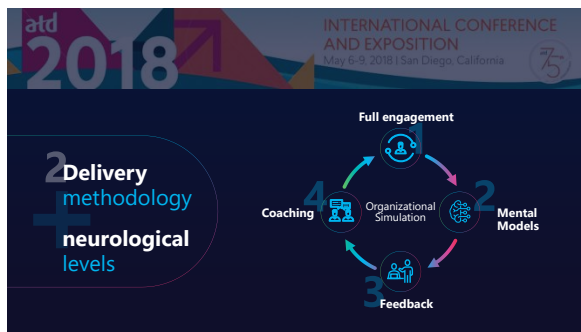 atd
2018
INTERNATIONAL CONFERENCE
AND EXPOSITION
May 6-9, 2018 | San Diego, California
75
2
Delivery
methodology
+
neurological
levels
Full engagement
1
2
Mental
Models
3
Feedback
4
Coaching
Organizational
Simulation